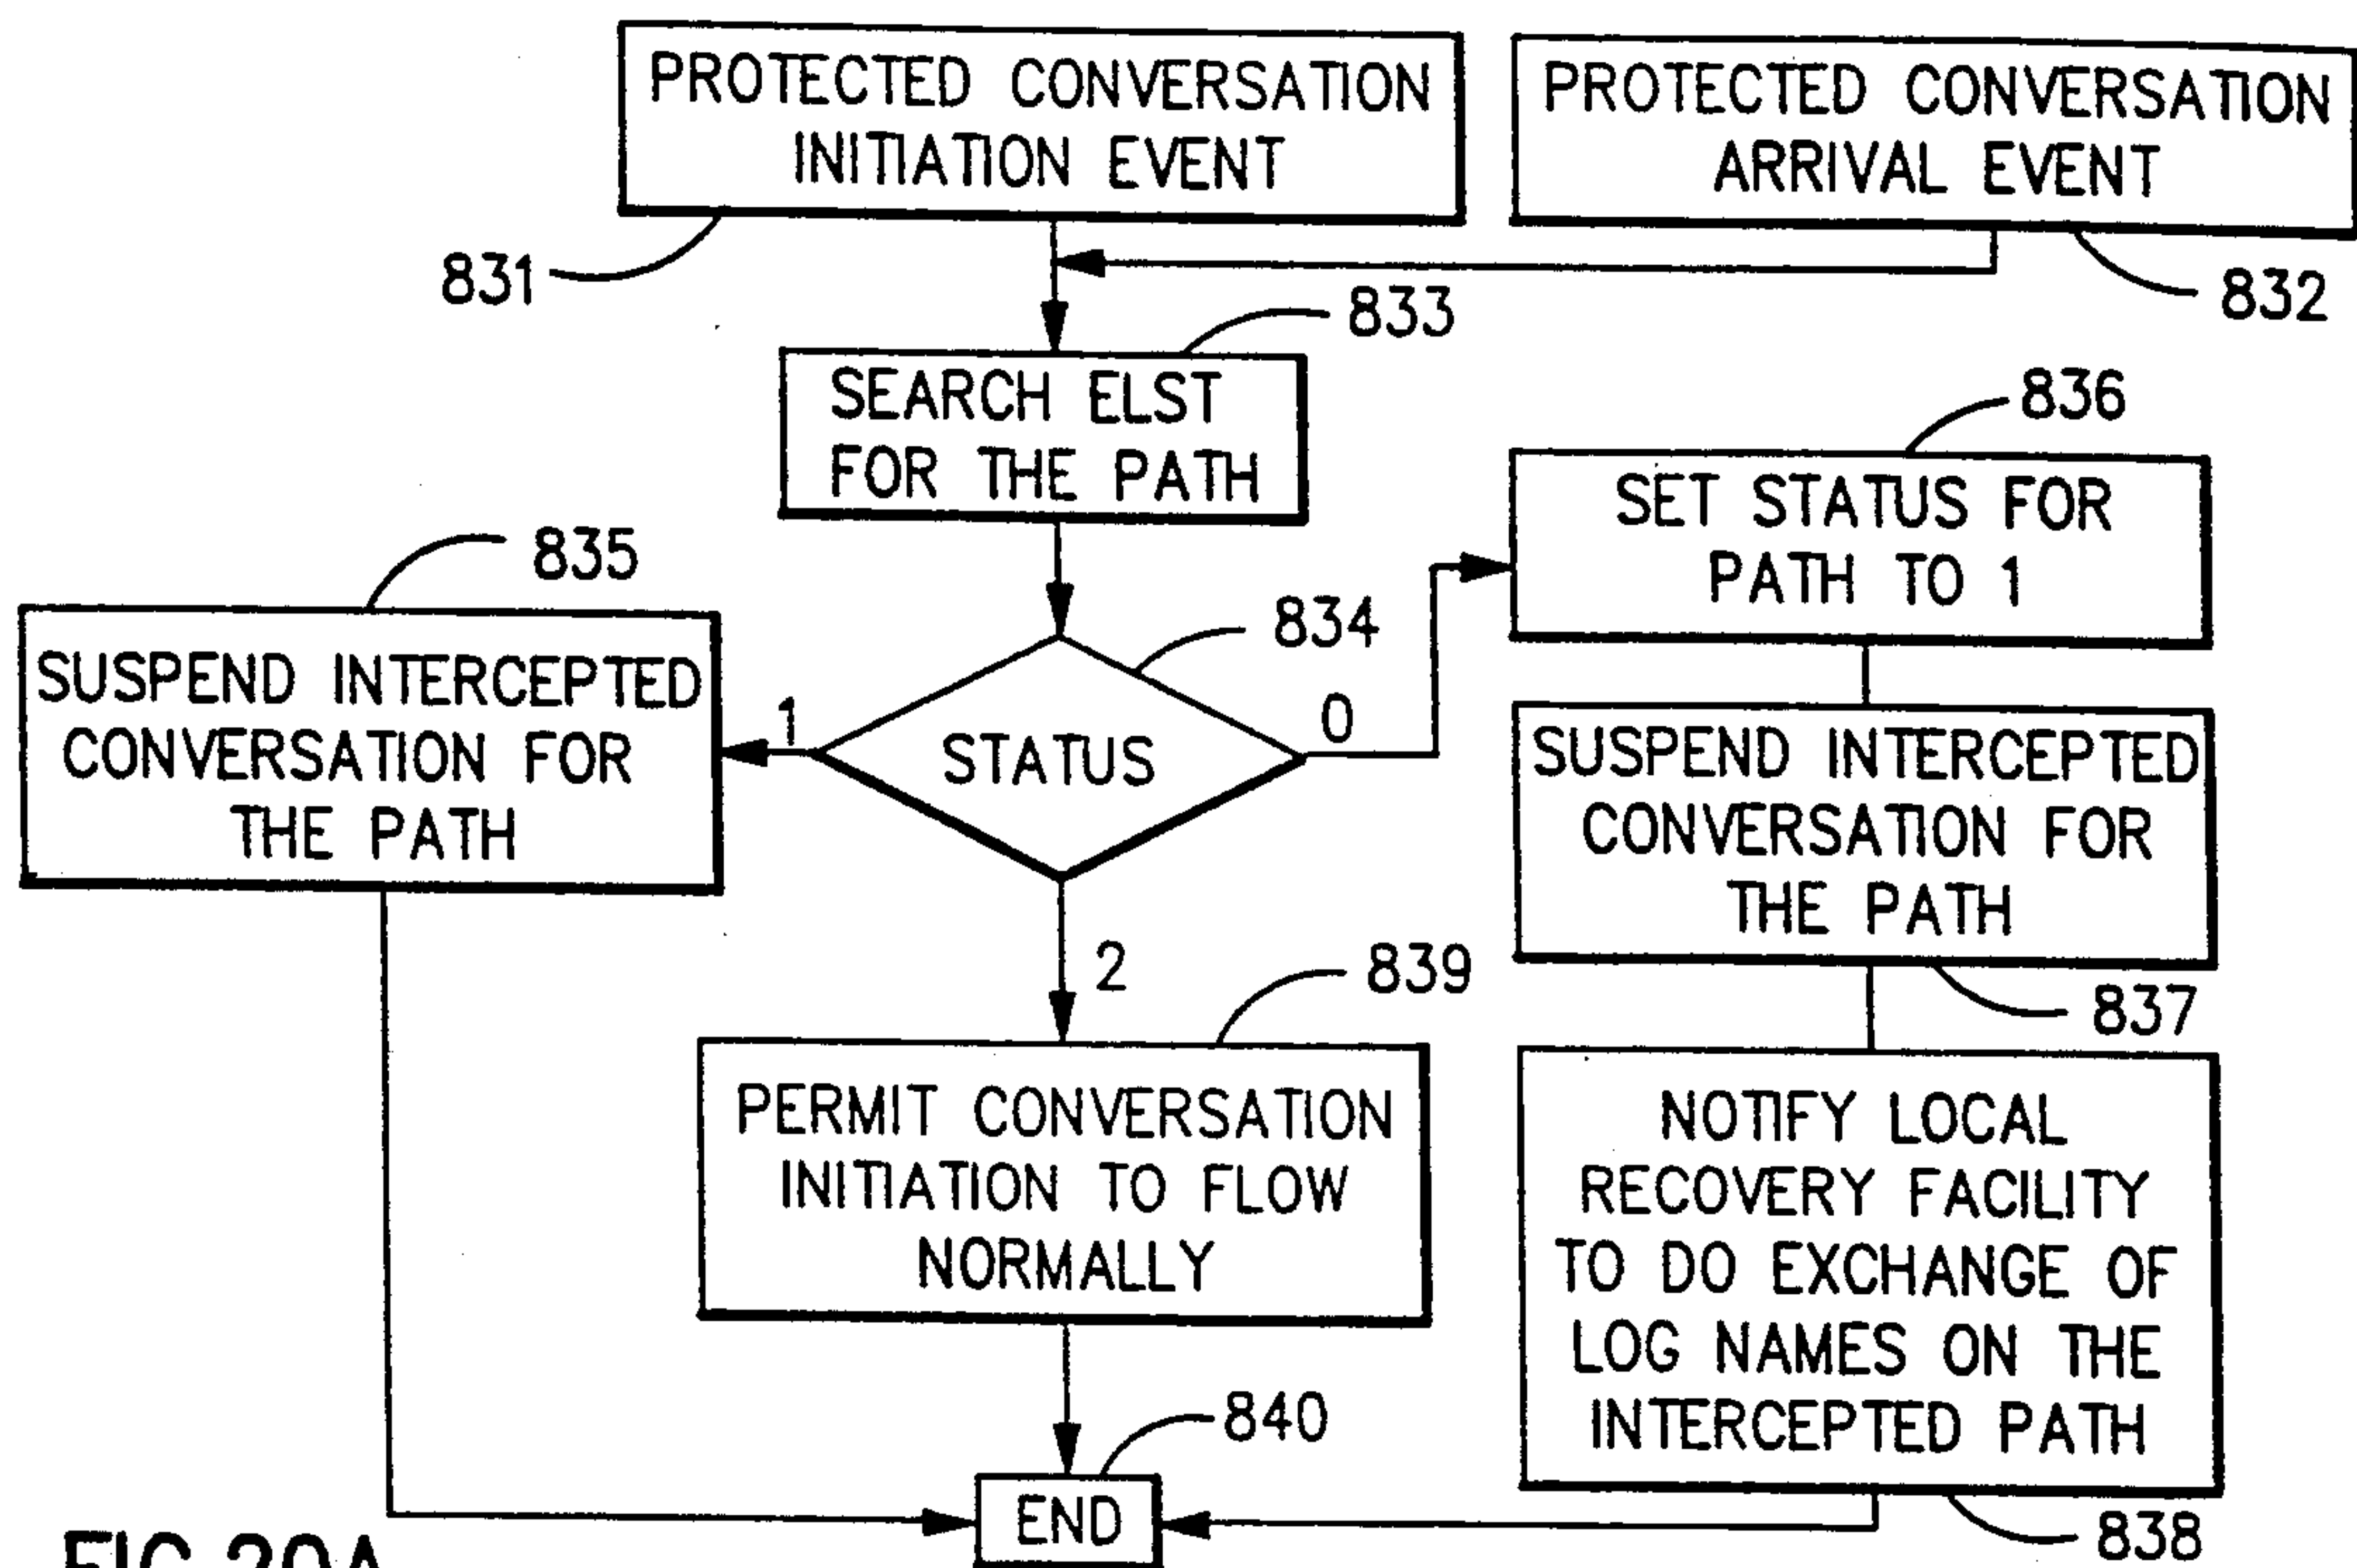 PROTECTED CONVERSATION
INITIATION EVENT
PROTECTED CONVERSATION
ARRIVAL EVENT
831
832
833
SEARCH ELST
FOR THE PATH
836
SET STATUS FOR
PATH TO 1
835
834
SUSPEND INTERCEPTED
CONVERSATION FOR
THE PATH
1
STATUS
0
SUSPEND INTERCEPTED
CONVERSATION FOR
THE PATH
2
839
837
PERMIT CONVERSATION
INITIATION TO FLOW
NORMALLY
NOTIFY LOCAL
RECOVERY FACILITY
TO DO EXCHANGE OF
LOG NAMES ON THE
INTERCEPTED PATH
840
END
838
FIG. 20A